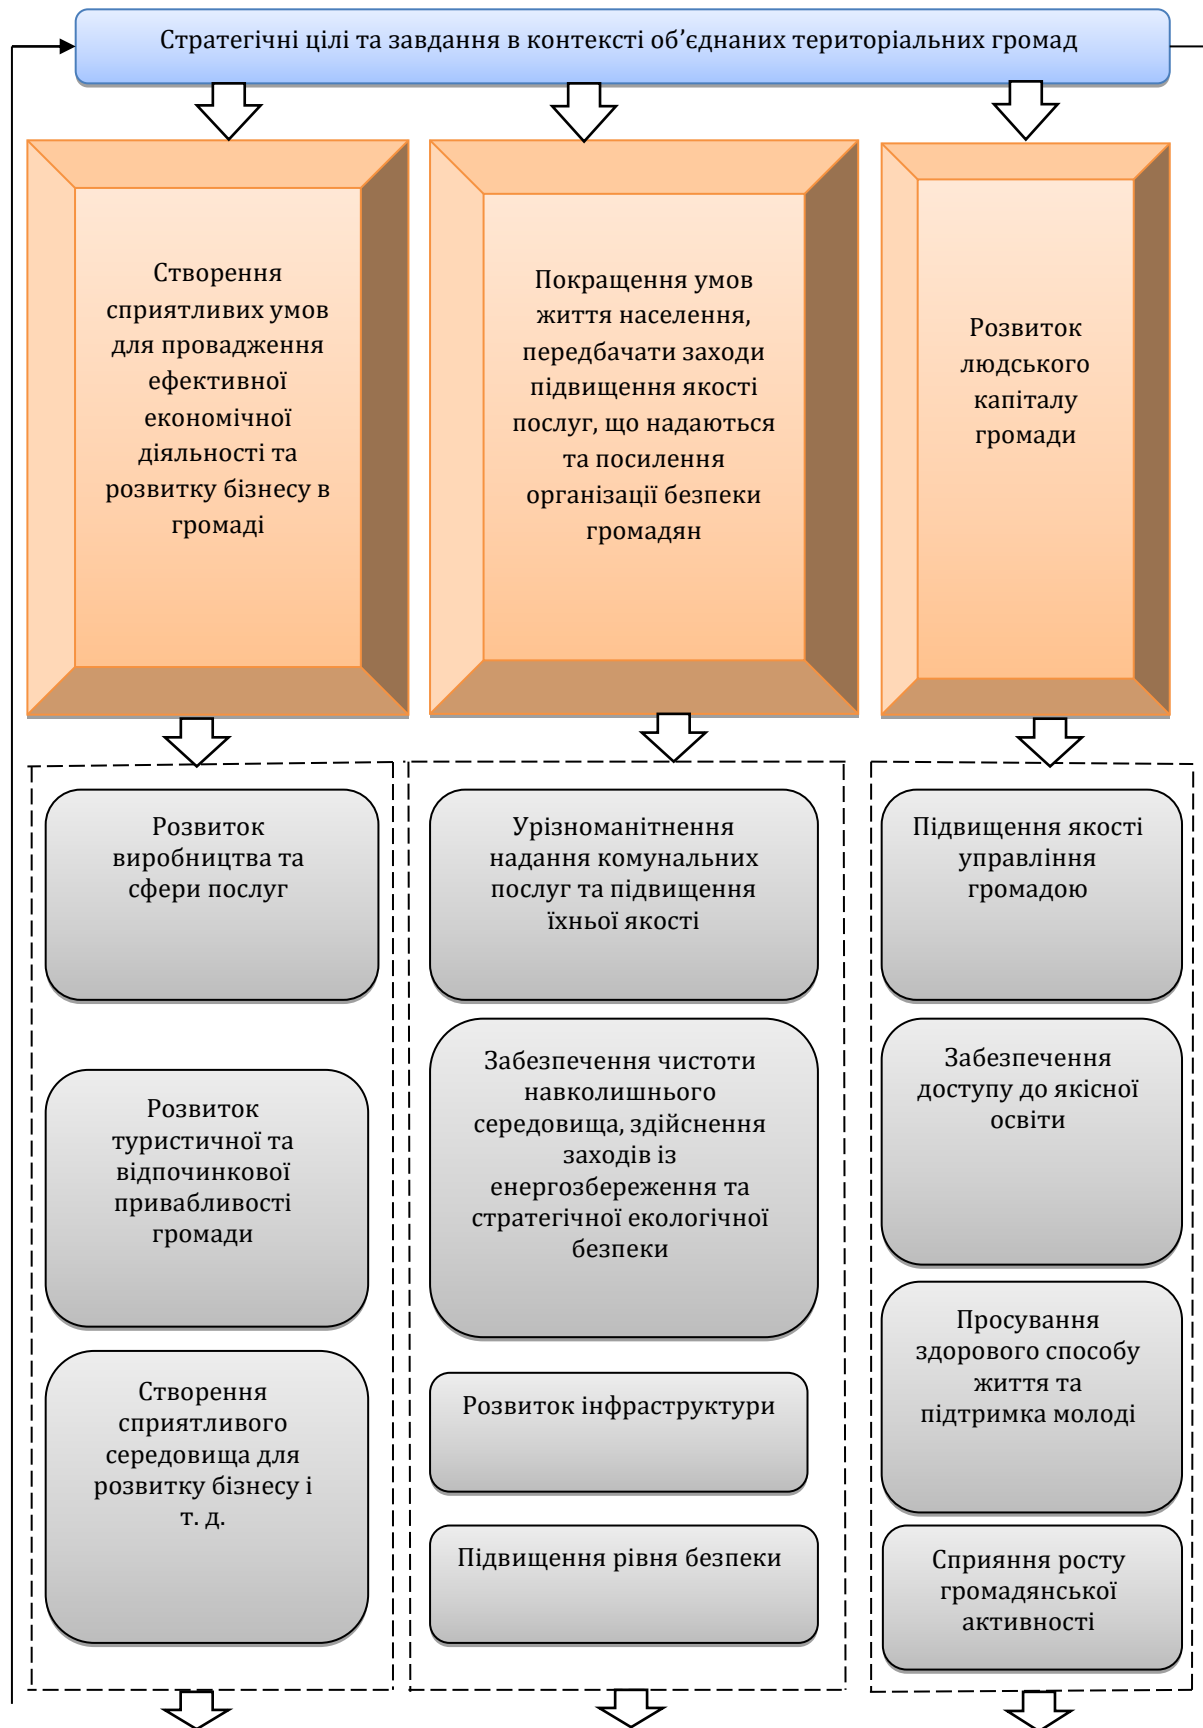 Стратегічні цілі та завдання в контексті об’єднаних територіальних громад
Створення
сприятливих умов
для провадження
ефективної
економічної
діяльності та
розвитку бізнесу в
громаді
Покращення умов
життя населення,
передбачати заходи
підвищення якості
послуг, що надаються
та посилення
організації безпеки
громадян
Розвиток
людського
капіталу
громади
Розвиток
виробництва та
сфери послуг
Розвиток
туристичної та
відпочинкової
привабливості
громади
Створення
сприятливого
середовища для
розвитку бізнесу і
т. д.
Урізноманітнення
надання комунальних
послуг та підвищення
їхньої якості
Забезпечення чистоти
навколишнього
середовища, здійснення
заходів із
енергозбереження та
стратегічної екологічної
безпеки
Розвиток інфраструктури
Підвищення рівня безпеки
Підвищення якості
управління
громадою
Забезпечення
доступу до якісної
освіти
Просування
здорового способу
життя та
підтримка молоді
Сприяння росту
громадянської
активності